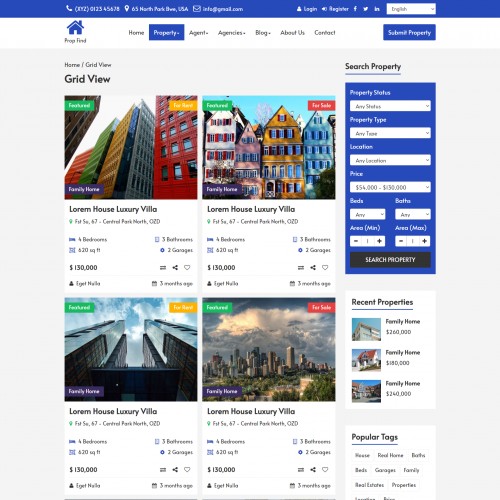 (XYZ) 0123 45678 65 North Park Bwe, USA info@gmail.com Login Register English
Prop Find
Home Property Agent Agencies Blog About Us Contact Submit Property
Home / Grid View
Grid View
Featured For Rent
Family Home
Lorem House Luxury Villa
Fst Su, 67 - Central Park North, OZD
4 Bedrooms 3 Bathrooms
620 sq ft 2 Garages
$ 130,000
Eget Nulla 3 months ago
Featured For Sale
Family Home
Lorem House Luxury Villa
Fst Su, 67 - Central Park North, OZD
4 Bedrooms 3 Bathrooms
620 sq ft 2 Garages
$ 130,000
Eget Nulla 3 months ago
Featured For Rent
Family Home
Lorem House Luxury Villa
Fst Su, 67 - Central Park North, OZD
4 Bedrooms 3 Bathrooms
620 sq ft 2 Garages
$ 130,000
Eget Nulla 3 months ago
Featured For Sale
Family Home
Lorem House Luxury Villa
Fst Su, 67 - Central Park North, OZD
4 Bedrooms 3 Bathrooms
620 sq ft 2 Garages
$ 130,000
Eget Nulla 3 months ago
Search Property
Property Status
Any Status
Property Type
Any Type
Location
Any Location
Price
$54,000 - $130,000
Beds Baths
Any Any
Area (Min) Area (Max)
1 1
SEARCH PROPERTY
Recent Properties
Family Home
$260,000
Family Home
$180,000
Family Home
$240,000
Popular Tags
House Real Home Baths
Beds Garages Family
Real Estates Properties
Location Price